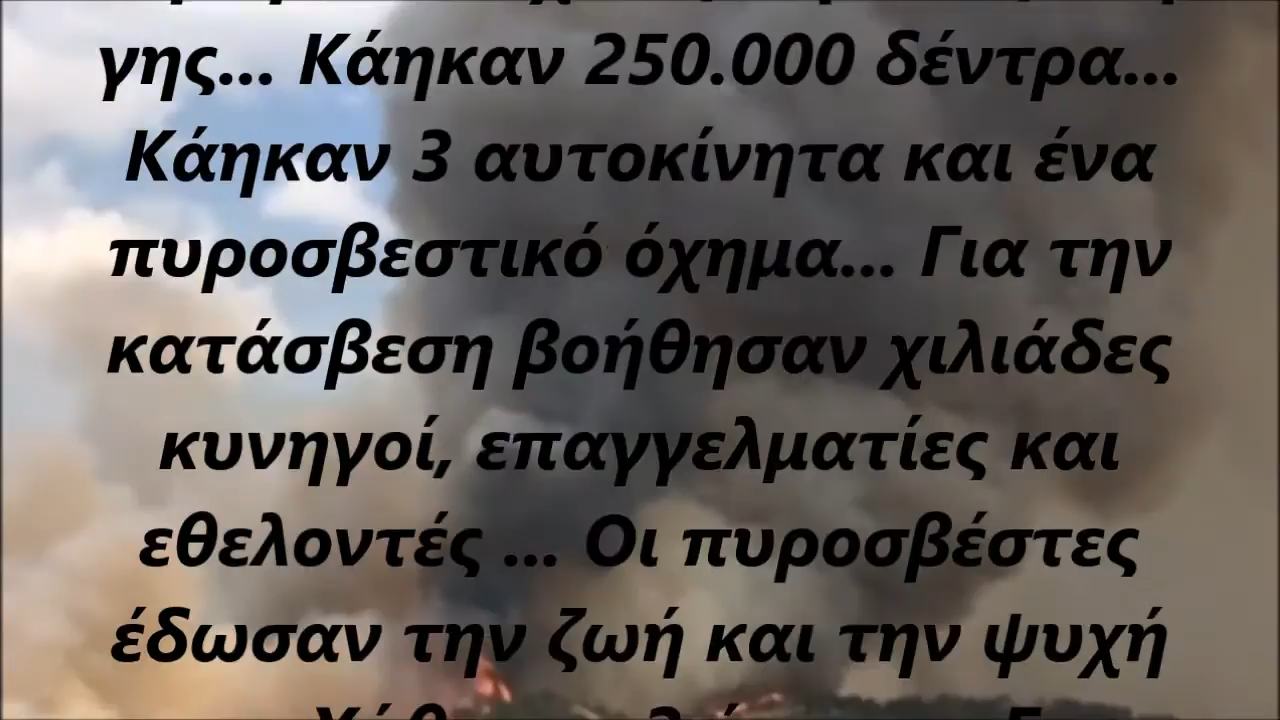 γης... Κάηκαν 250.000 δέντρα...
Κάηκαν 3 αυτοκίνητα και ένα
πυροσβεστικό όχημα... Για την
κατάσβεση βοήθησαν χιλιάδες
κυνηγοί, επαγγελματίες και
εθελοντές ... Οι πυροσβέστες
έδωσαν την ζωή και την ψυχή